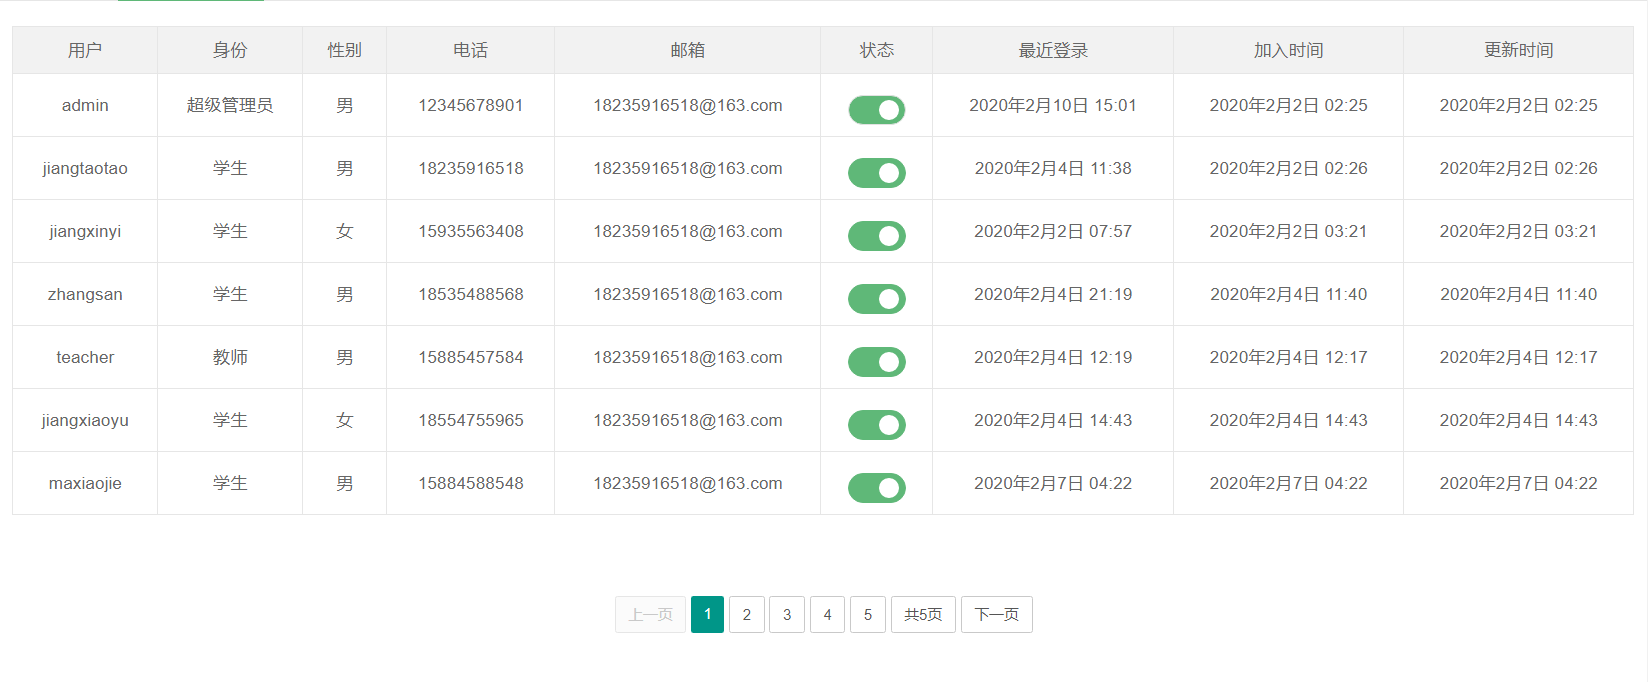 用户 身份 性别 电话 邮箱 状态 最近登录 加入时间 更新时间
admin 超级管理员 男 12345678901 18235916518@163.com 2020年2月10日 15:01 2020年2月2日 02:25 2020年2月2日 02:25
jiangtaotao 学生 男 18235916518 18235916518@163.com 2020年2月4日 11:38 2020年2月2日 02:26 2020年2月2日 02:26
jiangxinyi 学生 女 15935563408 18235916518@163.com 2020年2月2日 07:57 2020年2月2日 03:21 2020年2月2日 03:21
zhangsan 学生 男 18535488568 18235916518@163.com 2020年2月4日 21:19 2020年2月4日 11:40 2020年2月4日 11:40
teacher 教师 男 15885457584 18235916518@163.com 2020年2月4日 12:19 2020年2月4日 12:17 2020年2月4日 12:17
jiangxiaoyu 学生 女 18554755965 18235916518@163.com 2020年2月4日 14:43 2020年2月4日 14:43 2020年2月4日 14:43
maxiaojie 学生 男 15884588548 18235916518@163.com 2020年2月7日 04:22 2020年2月7日 04:22 2020年2月7日 04:22
上一页 1 2 3 4 5 共5页 下一页